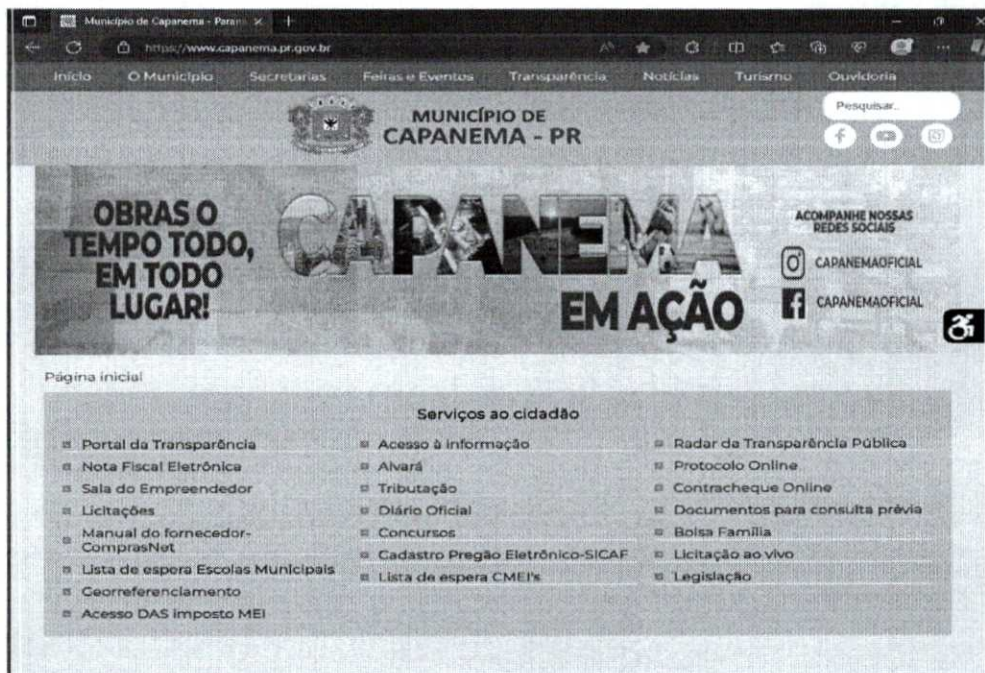 Município de Capanema - Paraná
https://www.capanema.pr.gov.br
Início O Município Secretarias Feiras e Eventos Transparência Notícias Turismo Ouvidoria
MUNICÍPIO DE
CAPANEMA - PR
Pesquisar..
OBRAS O
TEMPO TODO,
EM TODO
LUGAR!
CAPANEMA
EM AÇÃO
ACOMPANHE NOSSAS
REDES SOCIAIS
CAPANEMAOFICIAL
CAPANEMAOFICIAL
Página inicial
Serviços ao cidadão
Portal da Transparência
Nota Fiscal Eletrônica
Sala do Empreendedor
Licitações
Manual do fornecedor-
ComprasNet
Lista de espera Escolas Municipais
Georreferenciamento
Acesso DAS imposto MEI
Acesso à informação
Alvará
Tributação
Diário Oficial
Concursos
Cadastro Pregão Eletrônico-SICAF
Lista de espera CMEI's
Radar da Transparência Pública
Protocolo Online
Contracheque Online
Documentos para consulta prévia
Bolsa Família
Licitação ao vivo
Legislação